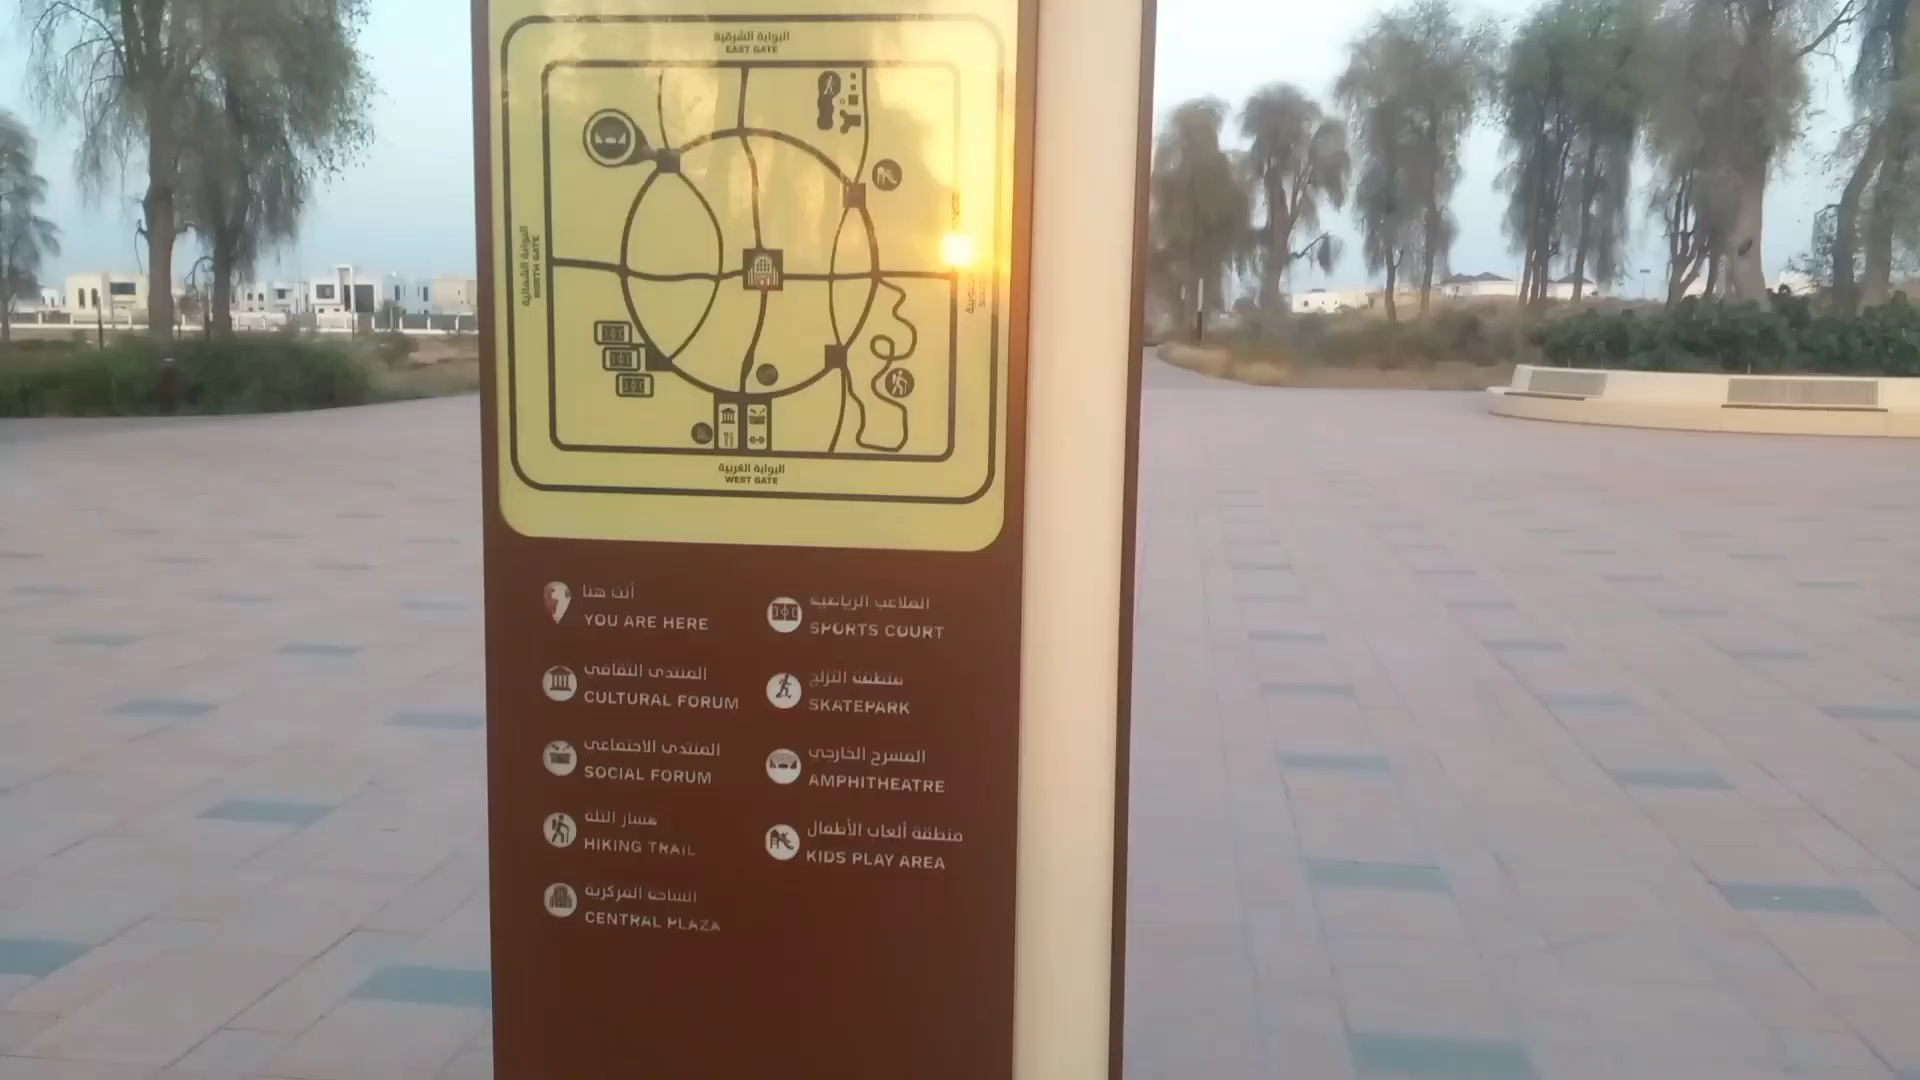 البوابة الشرقية
EAST GATE
البوابة الشمالية
NORTH GATE
البوابة الغربية
WEST GATE
أنت هنا
YOU ARE HERE
المنتدى الثقافي
CULTURAL FORUM
المنتدى الاجتماعي
SOCIAL FORUM
مسار التلة
HIKING TRAIL
الساحة المركزية
CENTRAL PLAZA
الملاعب الرياضية
SPORTS COURT
منطقة التزلج
SKATEPARK
المسرح الخارجي
AMPHITHEATRE
منطقة ألعاب الأطفال
KIDS PLAY AREA